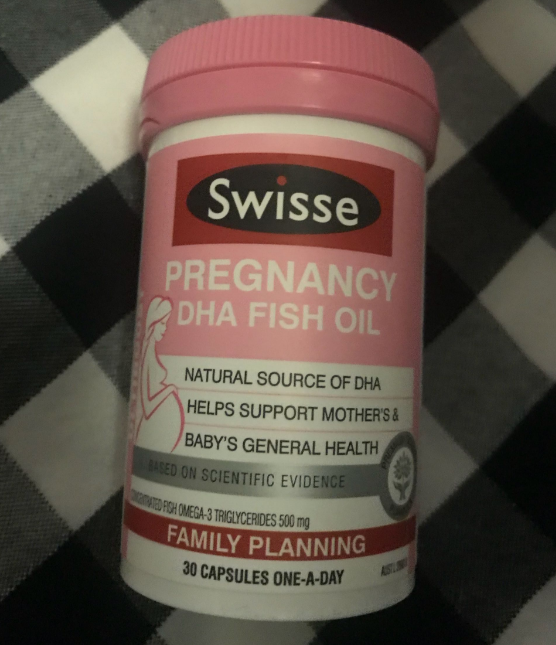 Swisse
PREGNANCY
DHA FISH OIL
NATURAL SOURCE OF DHA
HELPS SUPPORT MOTHER'S &
BABY'S GENERAL HEALTH
BASED ON SCIENTIFIC EVIDENCE
CONCENTRATED FISH OMEGA-3 TRIGLYCERIDES 500 mg
FAMILY PLANNING
30 CAPSULES ONE-A-DAY